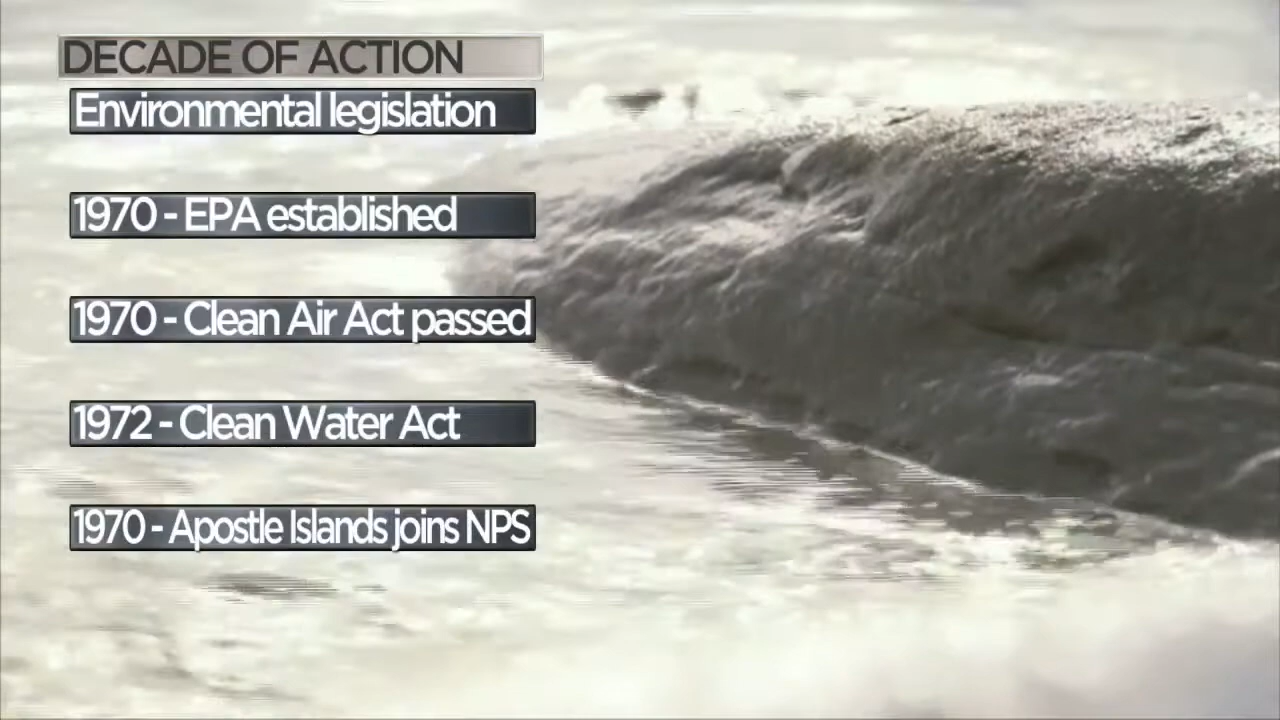 DECADE OF ACTION
Environmental legislation
1970 - EPA established
1970 - Clean Air Act passed
1972 - Clean Water Act
1970 - Apostle Islands joins NPS